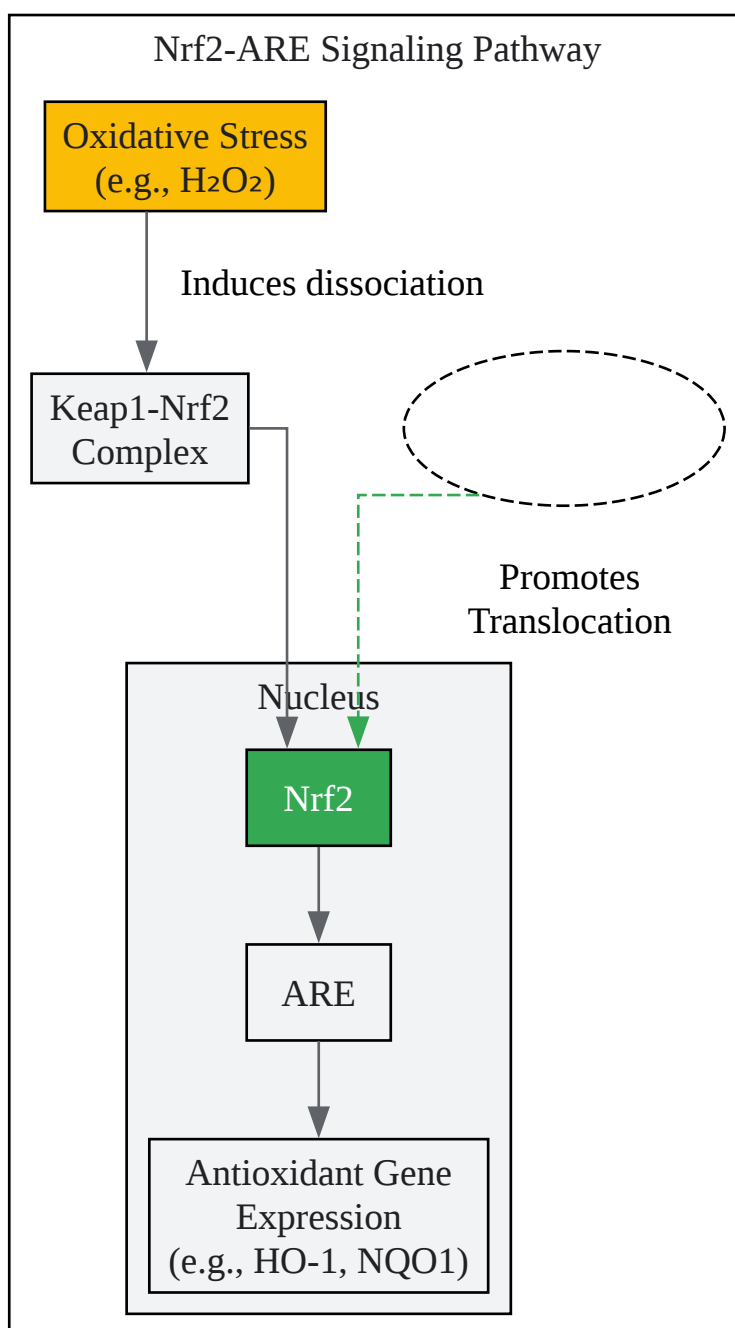 Nrf2-ARE Signaling Pathway
Oxidative Stress
(e.g., H₂O₂)
Induces dissociation
Keap1-Nrf2
Complex
Promotes
Translocation
Nucleus
Nrf2
ARE
Antioxidant Gene
Expression
(e.g., HO-1, NQO1)